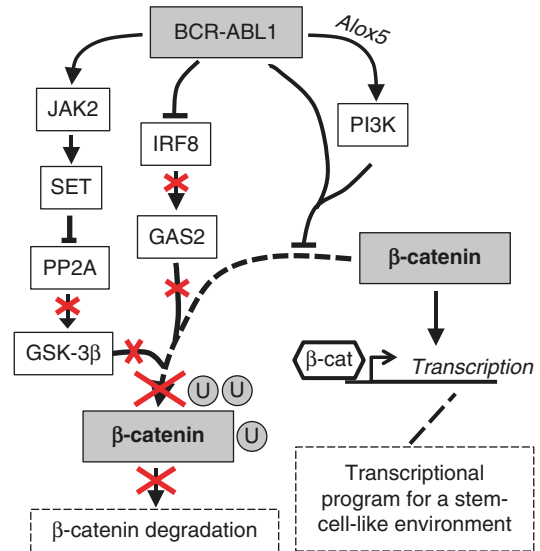 BCR-ABL1
Alox5
JAK2
IRF8
PI3K
SET
GAS2
PP2A
β-catenin
GSK-3β
β-cat
Transcription
U U
β-catenin
U
Transcriptional
program for a stem-
cell-like environment
β-catenin degradation